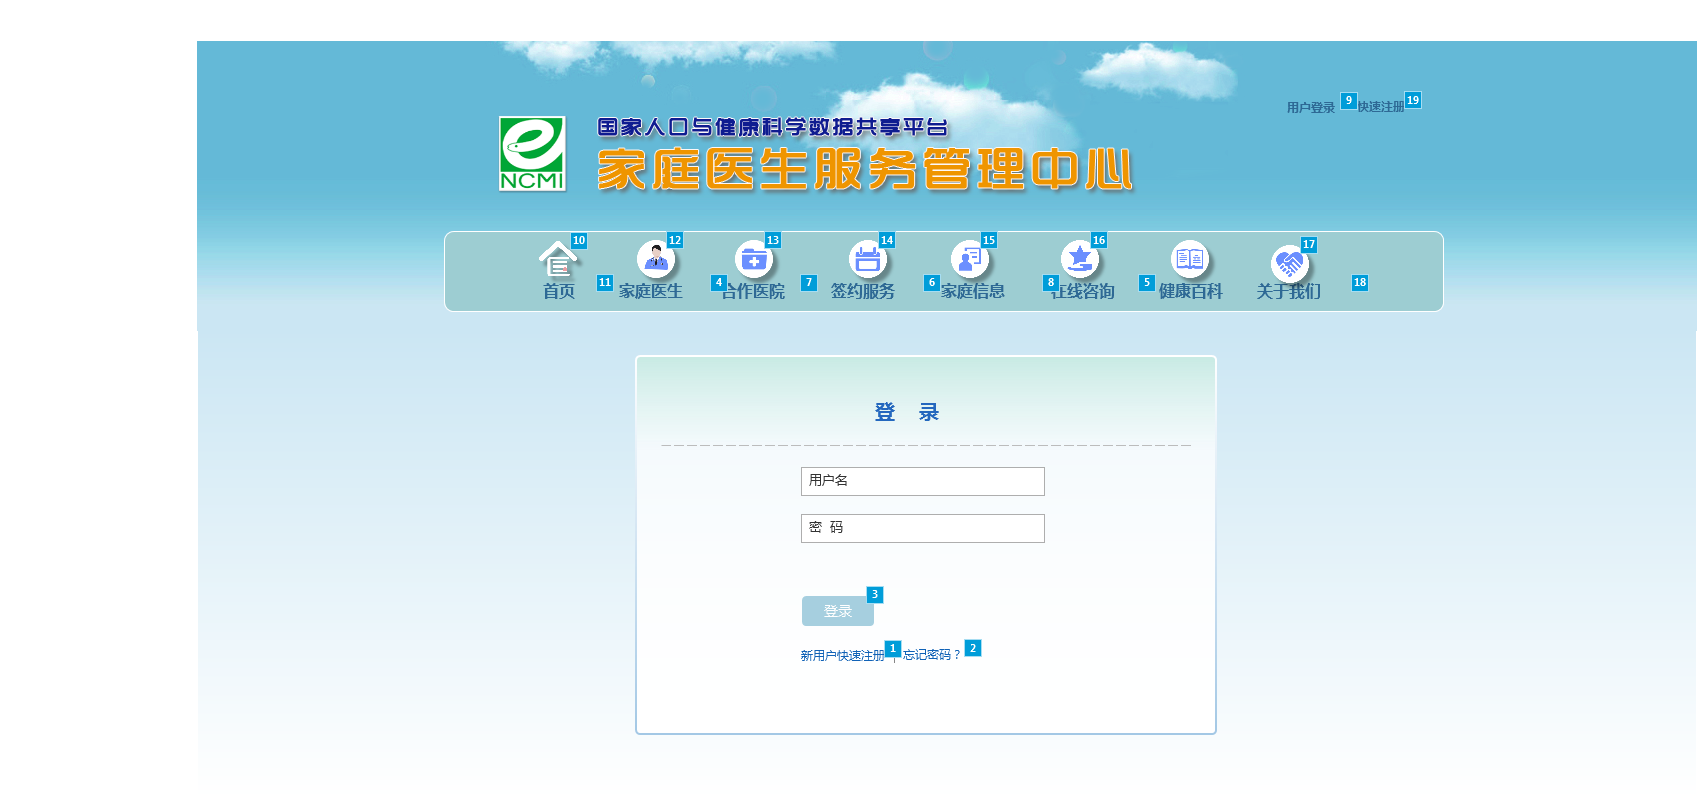 用户登录 9 快速注册 19
国家人口与健康科学数据共享平台
家庭医生服务管理中心
NCMI
10 12 13 14 15 16 17
首页 11 家庭医生 4 合作医院 7 签约服务 6 家庭信息 8 在线咨询 5 健康百科 关于我们 18
登 录
用户名
密 码
3
登录
新用户快速注册 1 | 忘记密码？ 2